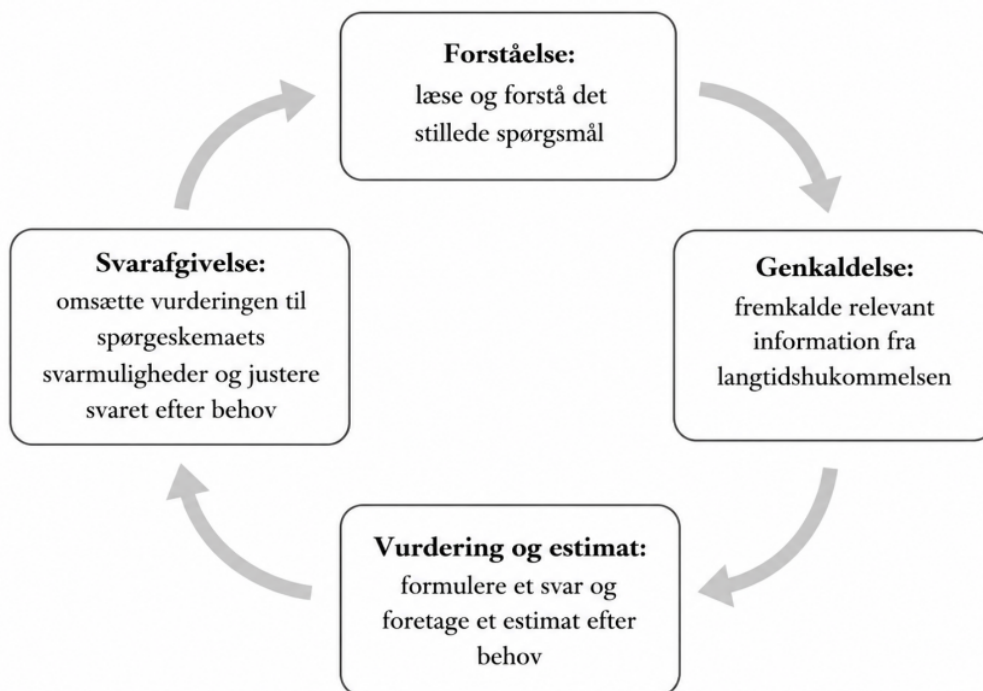 Forståelse:
læse og forstå det
stillede spørgsmål
Genkaldelse:
fremkalde relevant
information fra
langtidshukommelsen
Vurdering og estimat:
formulere et svar og
foretage et estimat efter
behov
Svarafgivelse:
omsætte vurderingen til
spørgeskemaets
svarmuligheder og justere
svaret efter behov